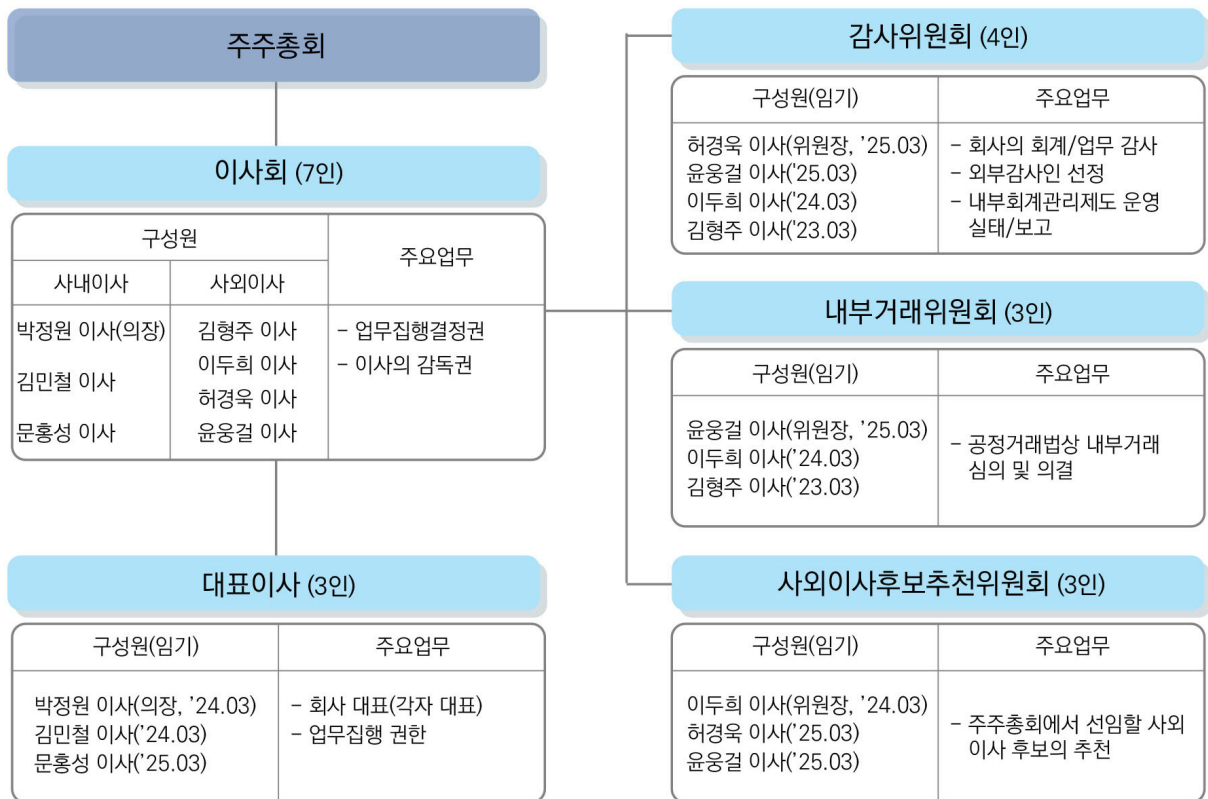 주주총회
이사회 (7인)
구성원
주요업무
사내이사
사외이사
박정원 이사(의장)
김민철 이사
문홍성 이사
김형주 이사
이두희 이사
허경욱 이사
윤웅걸 이사
– 업무집행결정권
– 이사의 감독권
대표이사 (3인)
구성원(임기)
주요업무
박정원 이사(의장, ’24.03)
김민철 이사(’24.03)
문홍성 이사(’25.03)
– 회사 대표(각자 대표)
– 업무집행 권한
감사위원회 (4인)
구성원(임기)
주요업무
허경욱 이사(위원장, ’25.03)
윤웅걸 이사('25.03)
이두희 이사('24.03)
김형주 이사('23.03)
– 회사의 회계/업무 감사
– 외부감사인 선정
– 내부회계관리제도 운영
실태/보고
내부거래위원회 (3인)
구성원(임기)
주요업무
윤웅걸 이사(위원장, ’25.03)
이두희 이사(’24.03)
김형주 이사(’23.03)
– 공정거래법상 내부거래
심의 및 의결
사외이사후보추천위원회 (3인)
구성원(임기)
주요업무
이두희 이사(위원장, ’24.03)
허경욱 이사(’25.03)
윤웅걸 이사(’25.03)
– 주주총회에서 선임할 사외
이사 후보의 추천